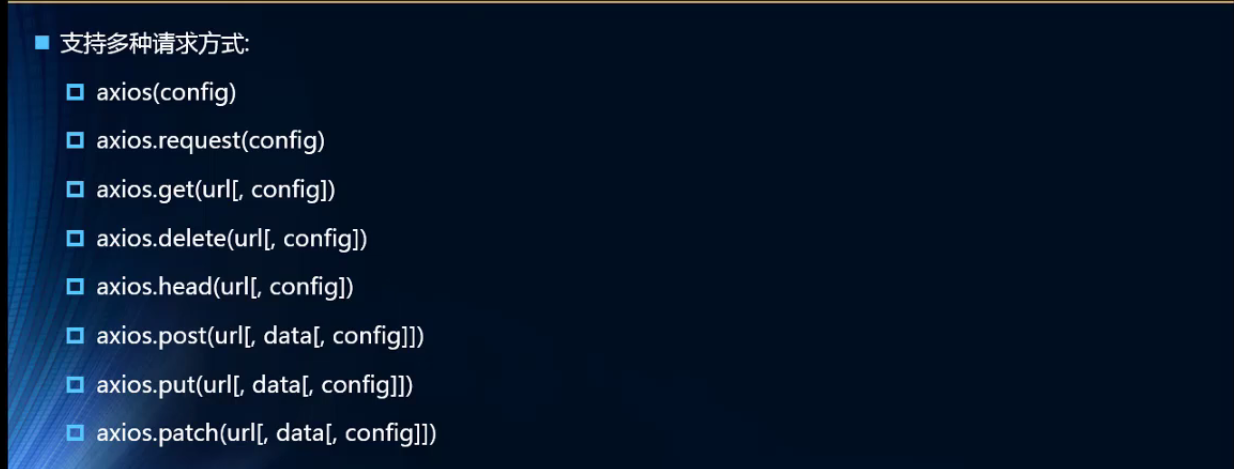 支持多种请求方式:
axios(config)
axios.request(config)
axios.get(url[, config])
axios.delete(url[, config])
axios.head(url[, config])
axios.post(url[, data[, config]])
axios.put(url[, data[, config]])
axios.patch(url[, data[, config]])